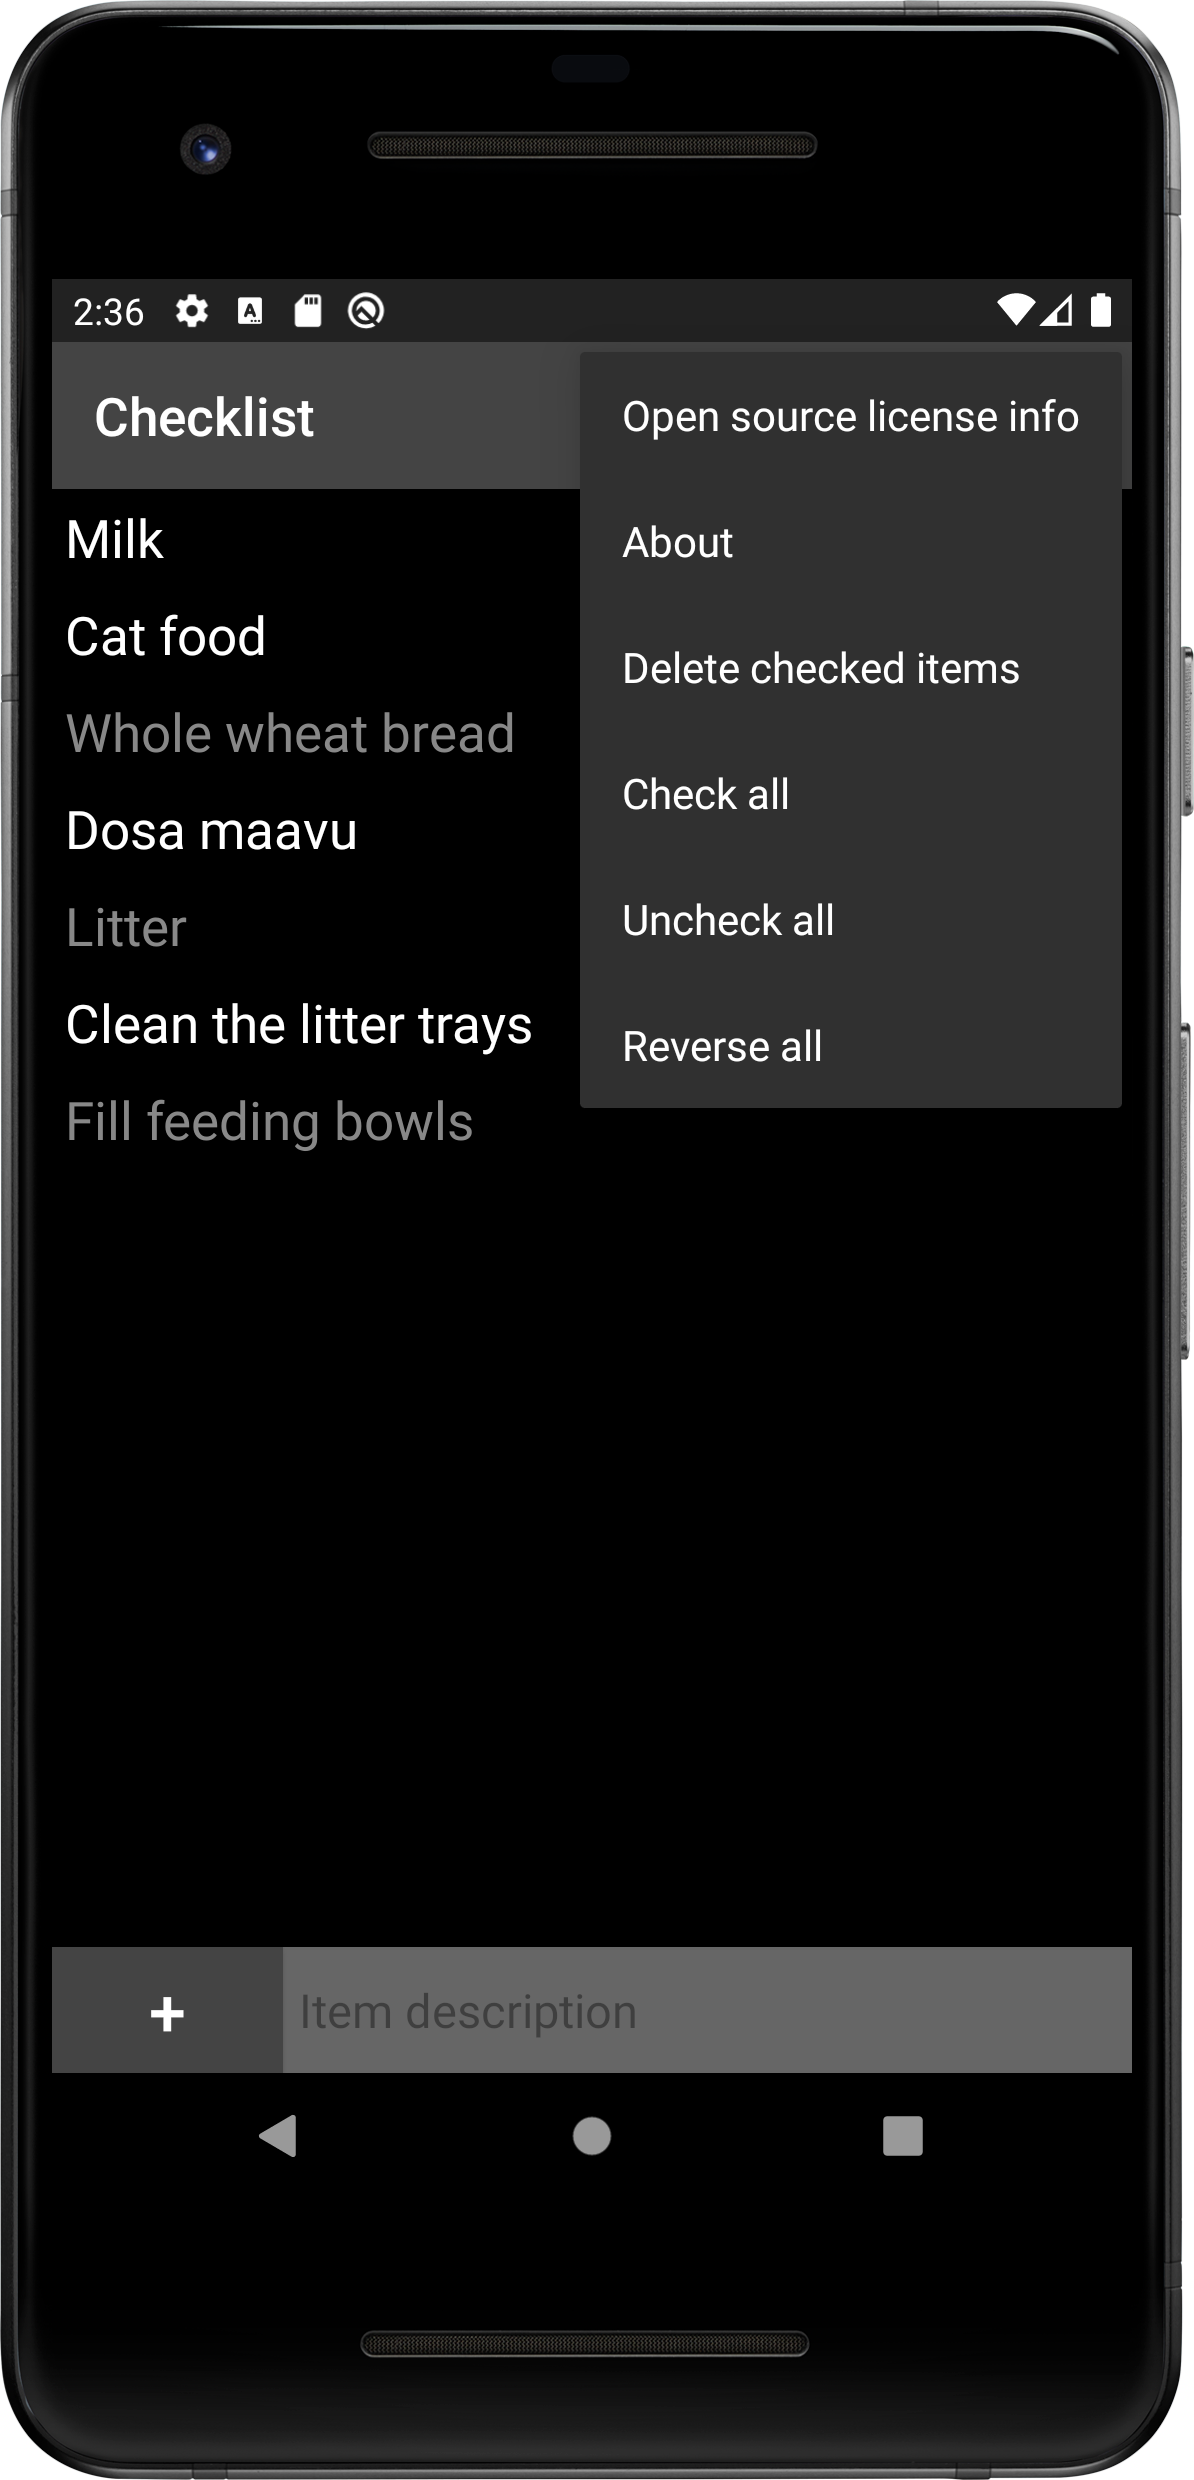 2:36
Checklist
Open source license info
About
Delete checked items
Check all
Uncheck all
Reverse all
Milk
Cat food
Whole wheat bread
Dosa maavu
Litter
Clean the litter trays
Fill feeding bowls
+
Item description